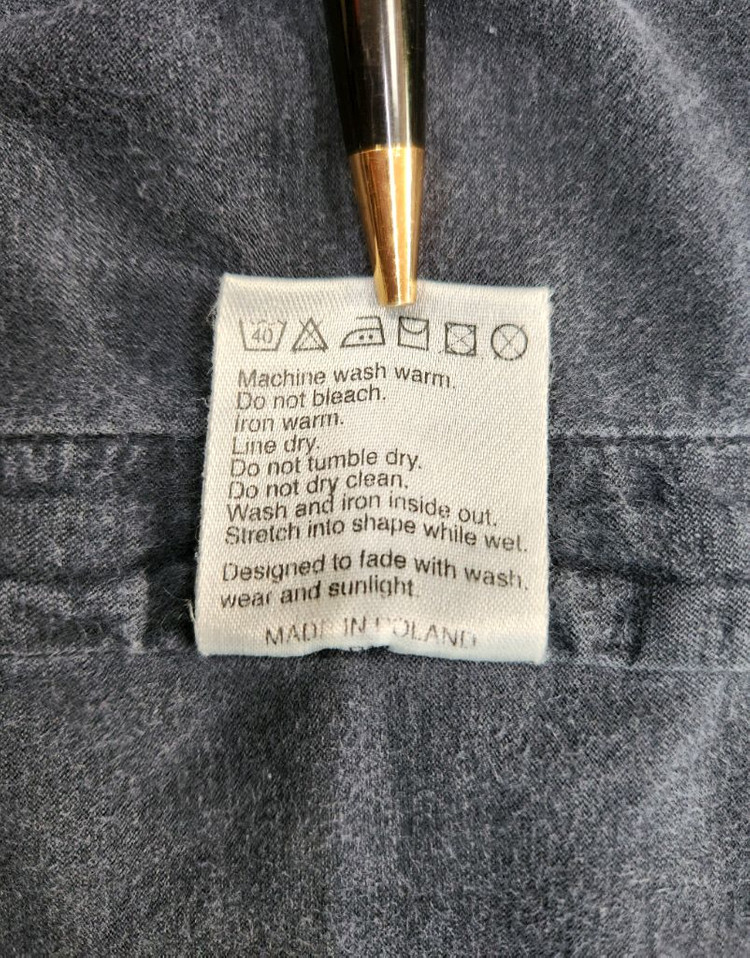 40
Machine wash warm.
Do not bleach.
Iron warm.
Line dry.
Do not tumble dry.
Do not dry clean.
Wash and iron inside out.
Stretch into shape while wet.
Designed to fade with wash,
wear and sunlight.
MADE IN POLAND